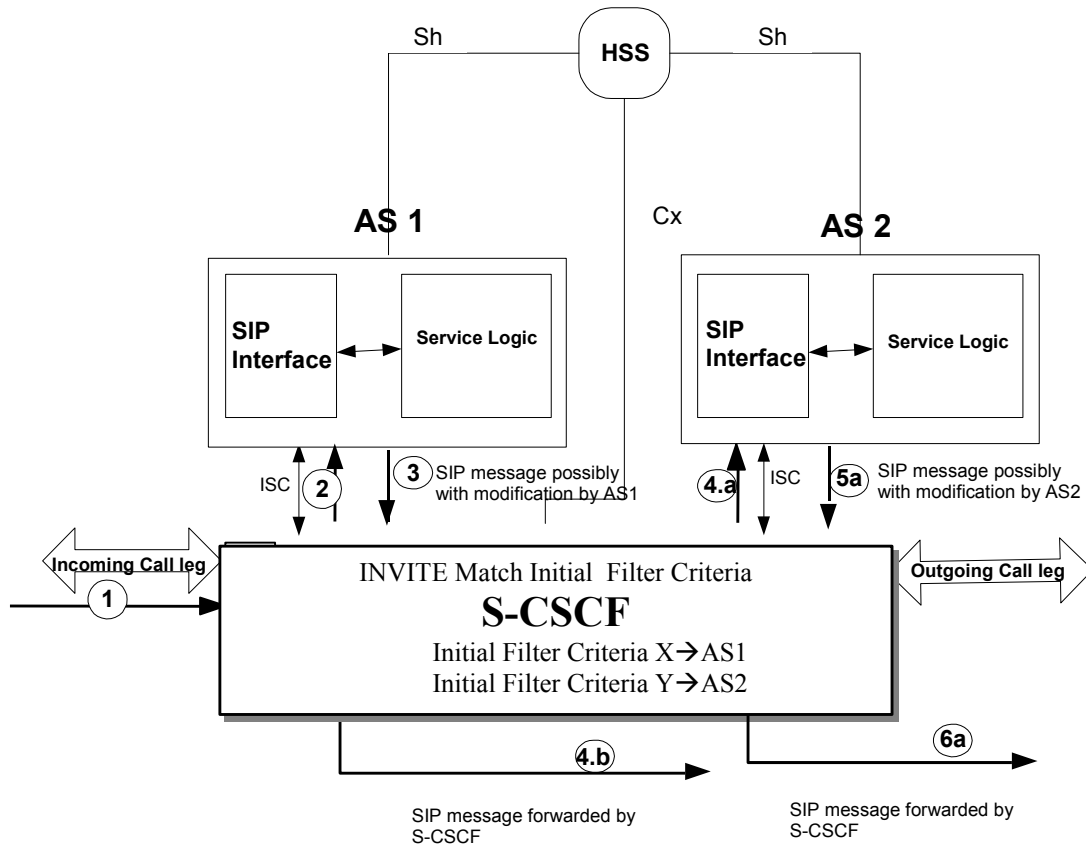 Sh
HSS
Sh
AS 1
Cx
AS 2
SIP
Interface
Service Logic
SIP
Interface
Service Logic
ISC
2
3
SIP message possibly
with modification by AS1
4.a
ISC
5a
SIP message possibly
with modification by AS2
Incoming Call leg
1
INVITE Match Initial Filter Criteria
S-CSCF
Initial Filter Criteria X→AS1
Initial Filter Criteria Y→AS2
Outgoing Call leg
4.b
6a
SIP message forwarded by
S-CSCF
SIP message forwarded by
S-CSCF